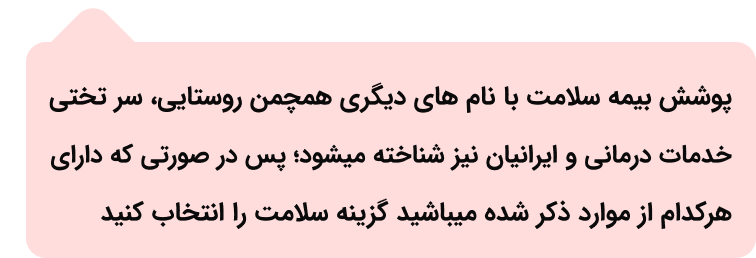 پوشش بیمه سلامت با نام های دیگری همچمن روستایی، سر تختی
خدمات درمانی و ایرانیان نیز شناخته میشود؛ پس در صورتی که دارای
هرکدام از موارد ذکر شده میباشید گزینه سلامت را انتخاب کنید